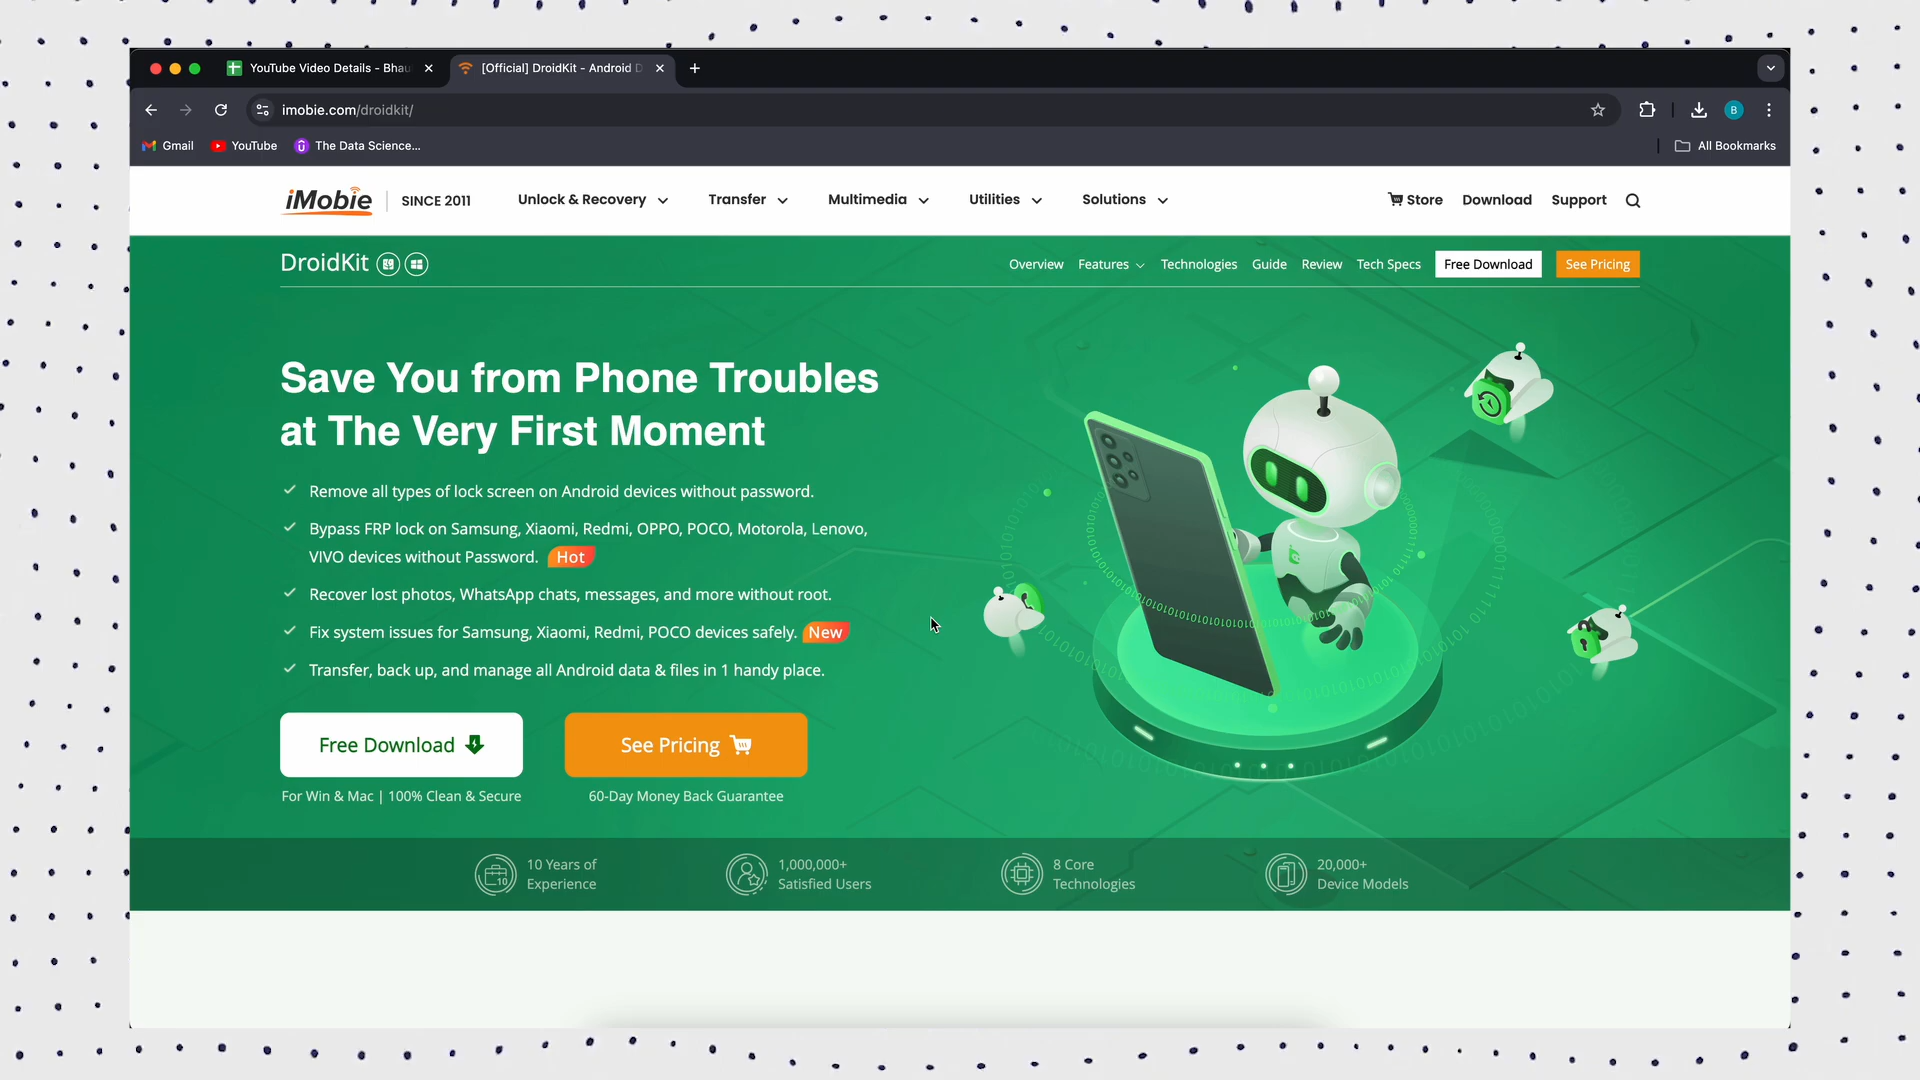 YouTube Video Details - Bhau
[Official] DroidKit - Android D
imobie.com/droidkit/
B
Gmail
YouTube
The Data Science...
All Bookmarks
iMobie
SINCE 2011
Unlock & Recovery
Transfer
Multimedia
Utilities
Solutions
Store
Download
Support
DroidKit
Overview
Features
Technologies
Guide
Review
Tech Specs
Free Download
See Pricing
Save You from Phone Troubles
at The Very First Moment
Remove all types of lock screen on Android devices without password.
Bypass FRP lock on Samsung, Xiaomi, Redmi, OPPO, POCO, Motorola, Lenovo,
VIVO devices without Password. Hot
Recover lost photos, WhatsApp chats, messages, and more without root.
Fix system issues for Samsung, Xiaomi, Redmi, POCO devices safely. New
Transfer, back up, and manage all Android data & files in 1 handy place.
Free Download
See Pricing
For Win & Mac | 100% Clean & Secure
60-Day Money Back Guarantee
10 Years of
Experience
1,000,000+
Satisfied Users
8 Core
Technologies
20,000+
Device Models